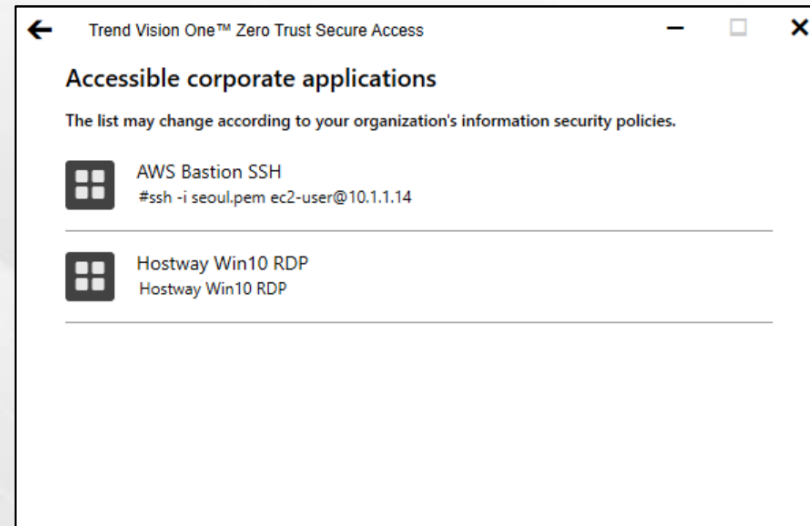 Trend Vision One™ Zero Trust Secure Access
Accessible corporate applications
The list may change according to your organization's information security policies.
AWS Bastion SSH
#ssh -i seoul.pem ec2-user@10.1.1.14
Hostway Win10 RDP
Hostway Win10 RDP